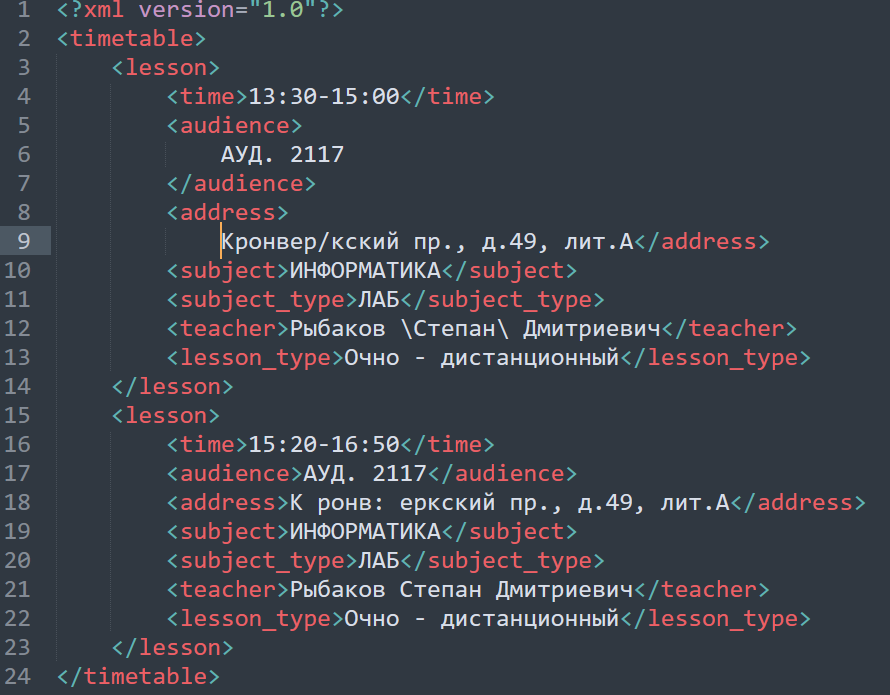 1 <?xml version="1.0"?>
2 <timetable>
3 <lesson>
4 <time>13:30-15:00</time>
5 <audience>
6 АУД. 2117
7 </audience>
8 <address>
9 Кронвер/кский пр., д.49, лит.А</address>
10 <subject>ИНФОРМАТИКА</subject>
11 <subject_type>ЛАБ</subject_type>
12 <teacher>Рыбаков \Степан\ Дмитриевич</teacher>
13 <lesson_type>Очно - дистанционный</lesson_type>
14 </lesson>
15 <lesson>
16 <time>15:20-16:50</time>
17 <audience>АУД. 2117</audience>
18 <address>К ронв: еркский пр., д.49, лит.А</address>
19 <subject>ИНФОРМАТИКА</subject>
20 <subject_type>ЛАБ</subject_type>
21 <teacher>Рыбаков Степан Дмитриевич</teacher>
22 <lesson_type>Очно - дистанционный</lesson_type>
23 </lesson>
24 </timetable>